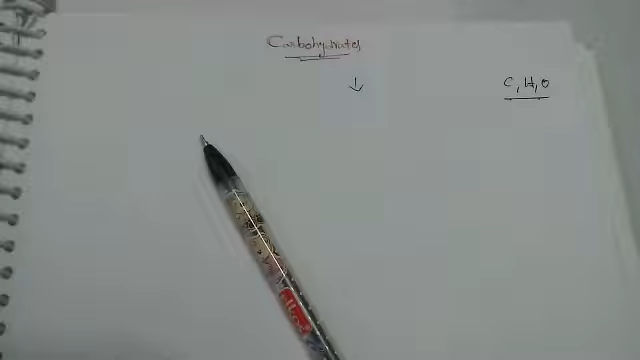 Carbohydrates
↓
C, H, O